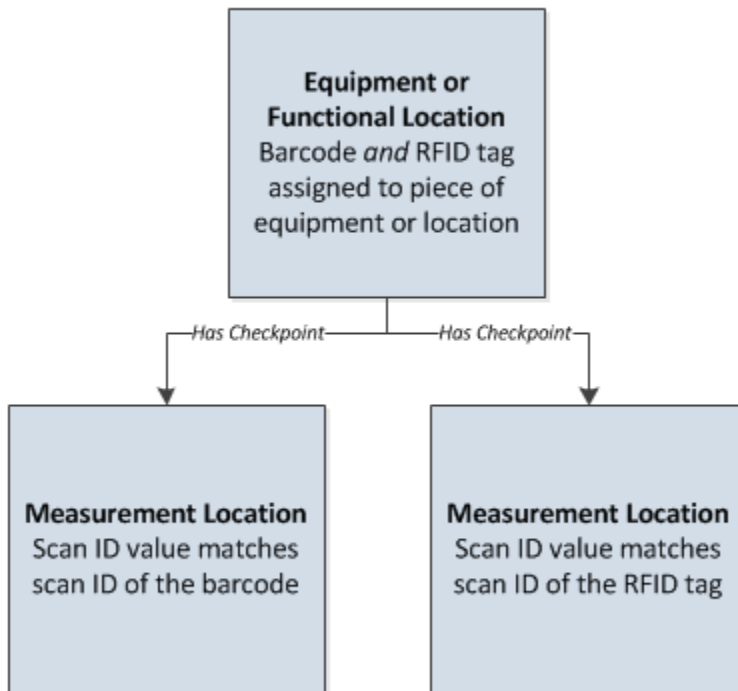 Equipment or
Functional Location
Barcode and RFID tag
assigned to piece of
equipment or location
Has Checkpoint
Has Checkpoint
Measurement Location
Scan ID value matches
scan ID of the barcode
Measurement Location
Scan ID value matches
scan ID of the RFID tag